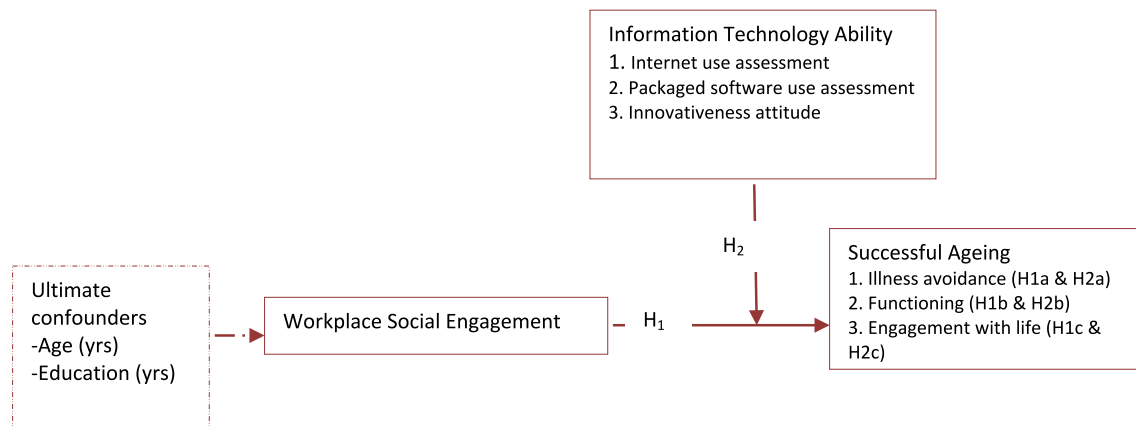 Information Technology Ability
1. Internet use assessment
2. Packaged software use assessment
3. Innovativeness attitude
H2
Successful Ageing
1. Illness avoidance (H1a & H2a)
2. Functioning (H1b & H2b)
3. Engagement with life (H1c &
H2c)
Ultimate
confounders
-Age (yrs)
-Education (yrs)
Workplace Social Engagement
H1